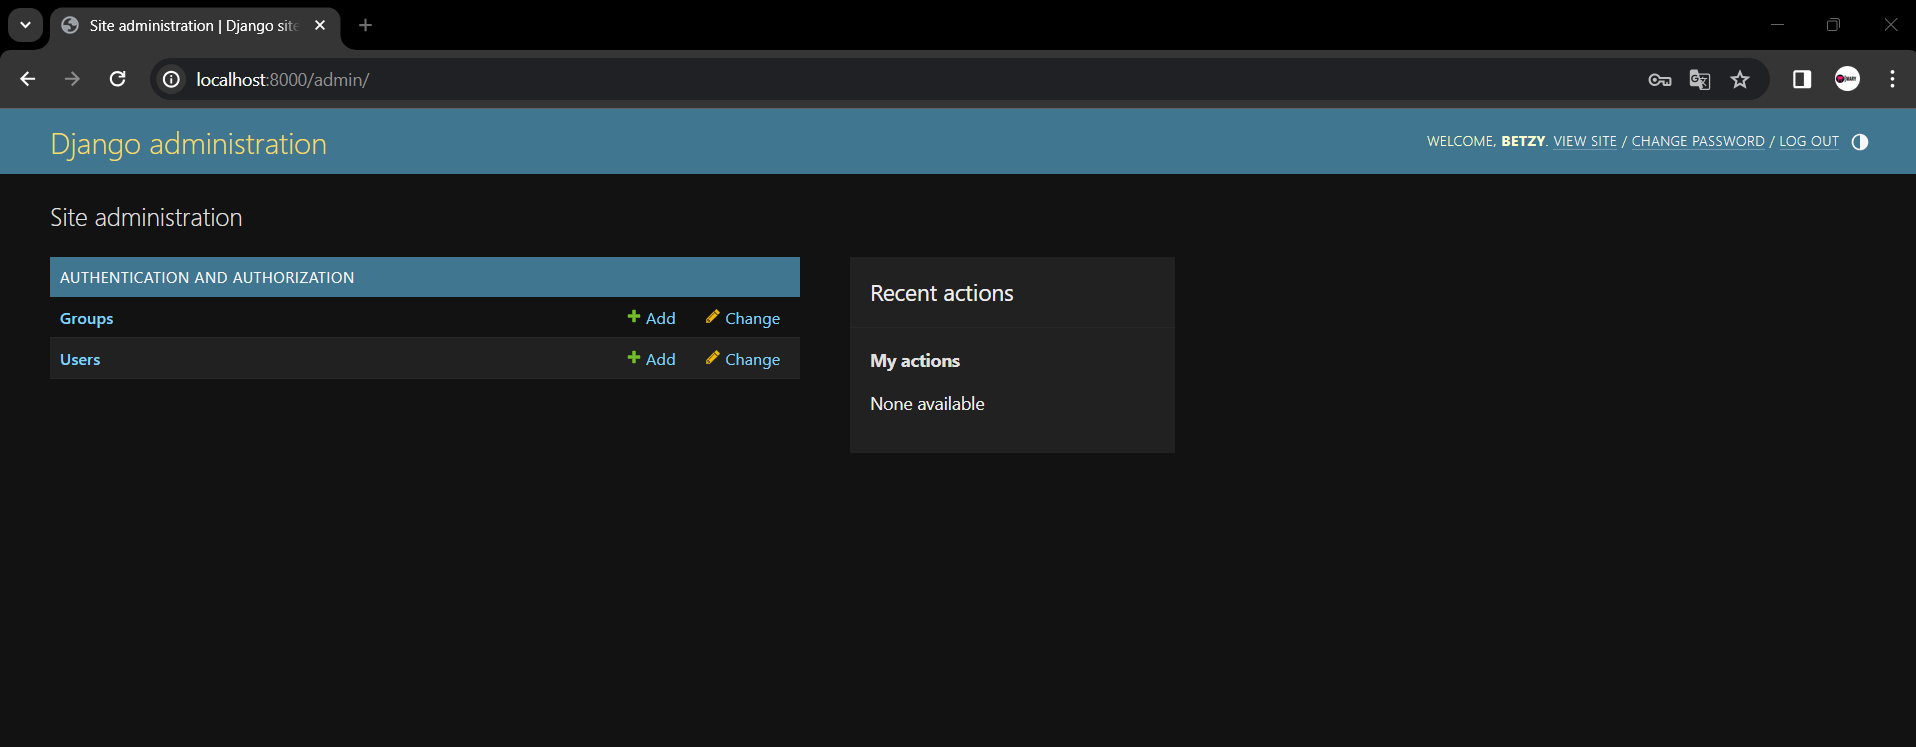 Site administration | Django site
localhost:8000/admin/
Django administration
WELCOME, BETZY. VIEW SITE / CHANGE PASSWORD / LOG OUT
Site administration
AUTHENTICATION AND AUTHORIZATION
Groups Add Change
Users Add Change
Recent actions
My actions
None available